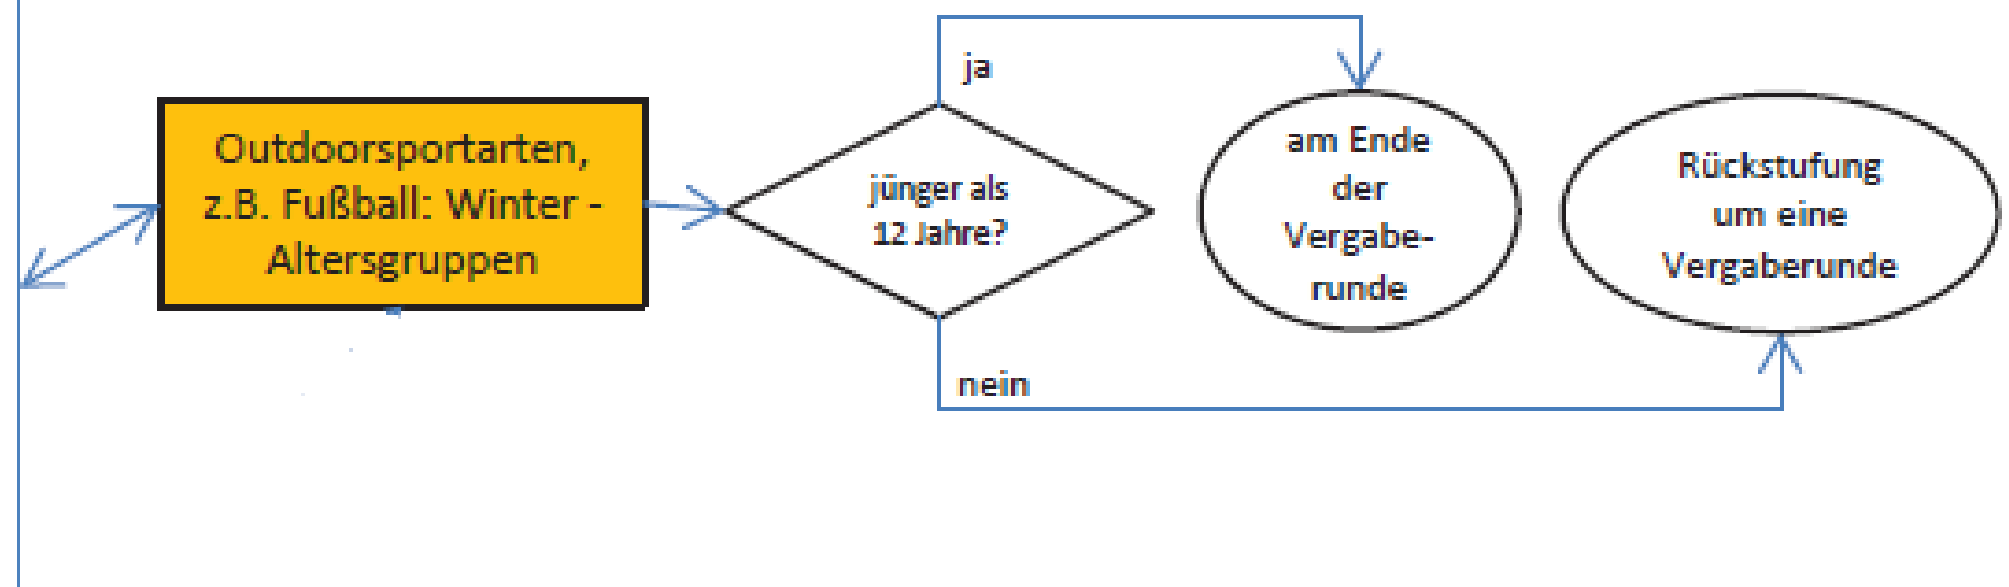 ja
Outdoorsportarten,
z.B. Fußball: Winter -
Altersgruppen
jünger als
12 Jahre?
am Ende
der
Vergabe-
runde
Rückstufung
um eine
Vergaberunde
nein